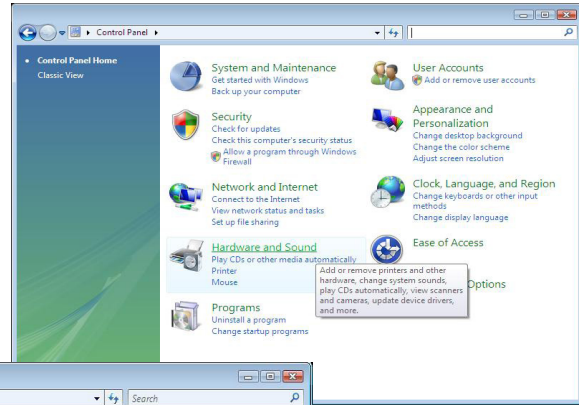 Control Panel
Control Panel Home
Classic View
System and Maintenance
Get started with Windows
Back up your computer
Security
Check for updates
Check this computer's security status
Allow a program through Windows
Firewall
Network and Internet
Connect to the Internet
View network status and tasks
Set up file sharing
Hardware and Sound
Play CDs or other media automatically
Printer
Mouse
Programs
Uninstall a program
Change startup programs
User Accounts
Add or remove user accounts
Appearance and
Personalization
Change desktop background
Change the color scheme
Adjust screen resolution
Clock, Language, and Region
Change keyboards or other input
methods
Change display language
Ease of Access
Options
Add or remove printers and other
hardware, change system sounds,
play CDs automatically, view scanners
and cameras, update device drivers,
and more.
Search